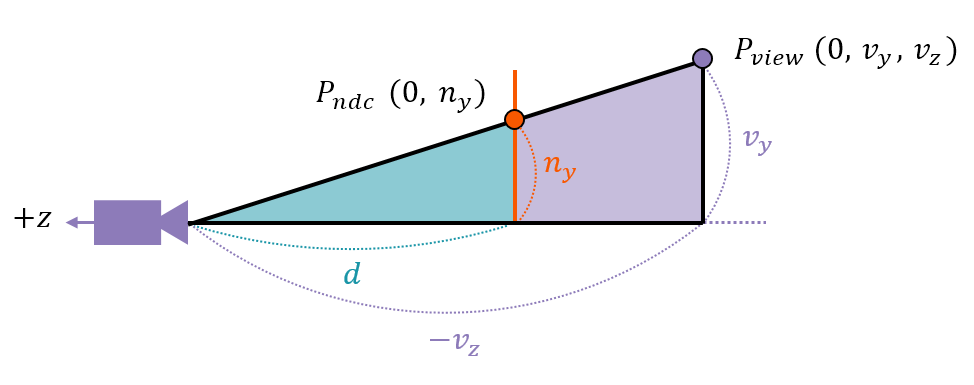 P_view (0, v_y, v_z)
P_ndc (0, n_y)
v_y
n_y
+z
d
−v_z